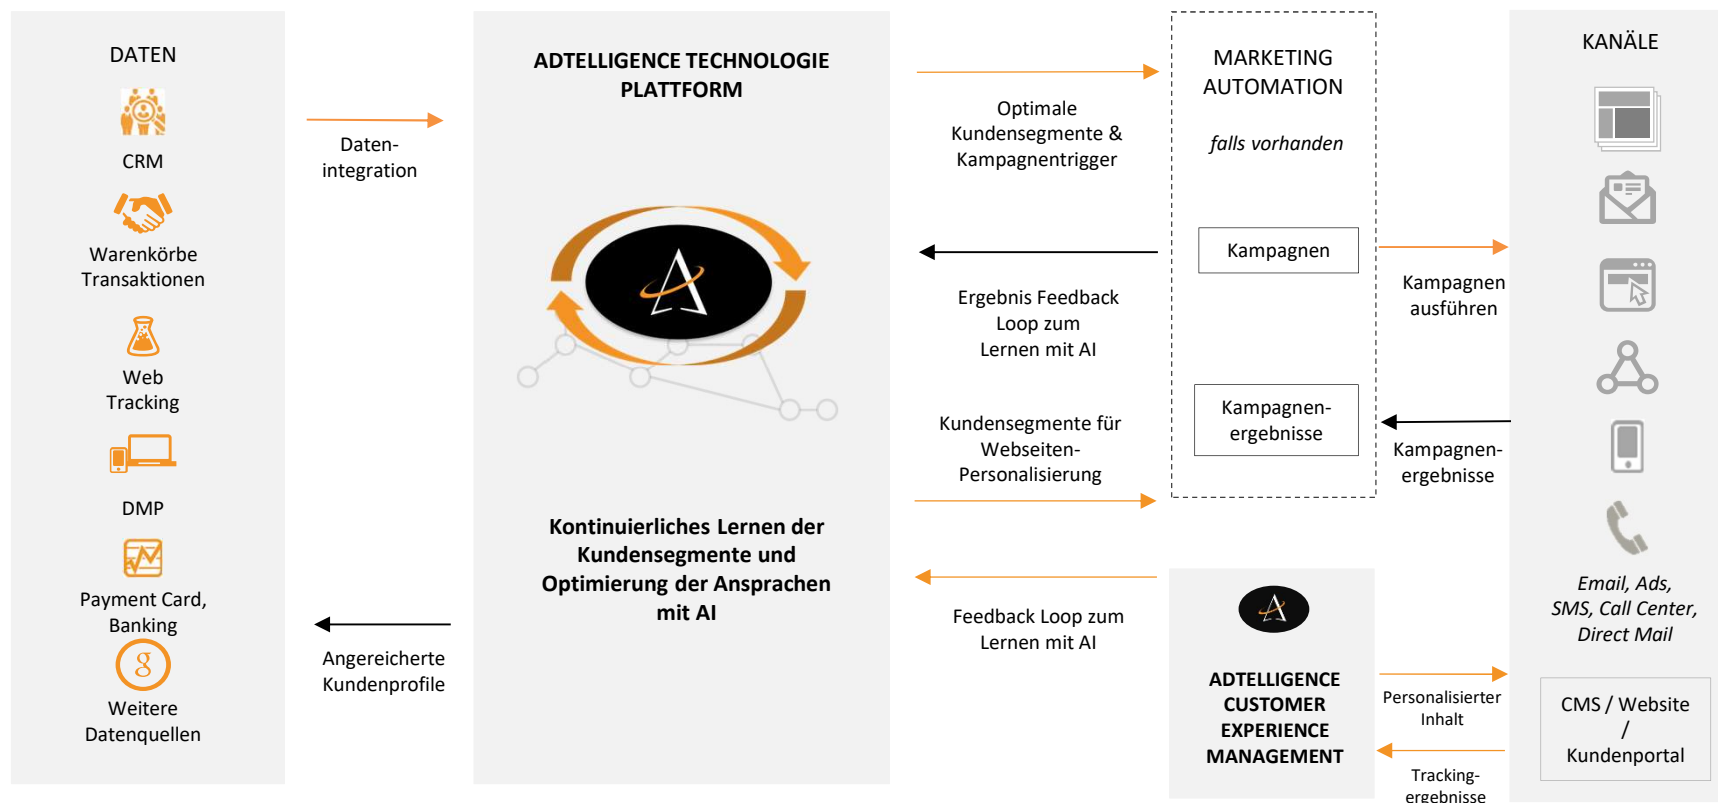 DATEN
CRM
Warenkörbe
Transaktionen
Web
Tracking
DMP
Payment Card,
Banking
g
Weitere
Datenquellen
Daten-
integration
Angereicherte
Kundenprofile
ADTELLIGENCE TECHNOLOGIE
PLATTFORM
Kontinuierliches Lernen der
Kundensegmente und
Optimierung der Ansprachen
mit AI
Optimale
Kundensegmente &
Kampagnentrigger
Ergebnis Feedback
Loop zum
Lernen mit AI
Kundensegmente für
Webseiten-
Personalisierung
Feedback Loop zum
Lernen mit AI
MARKETING
AUTOMATION
falls vorhanden
Kampagnen
Kampagnen-
ergebnisse
ADTELLIGENCE
CUSTOMER
EXPERIENCE
MANAGEMENT
Kampagnen
ausführen
Kampagnen-
ergebnisse
Personalisierter
Inhalt
Tracking-
ergebnisse
KANÄLE
Email, Ads,
SMS, Call Center,
Direct Mail
CMS / Website
/
Kundenportal